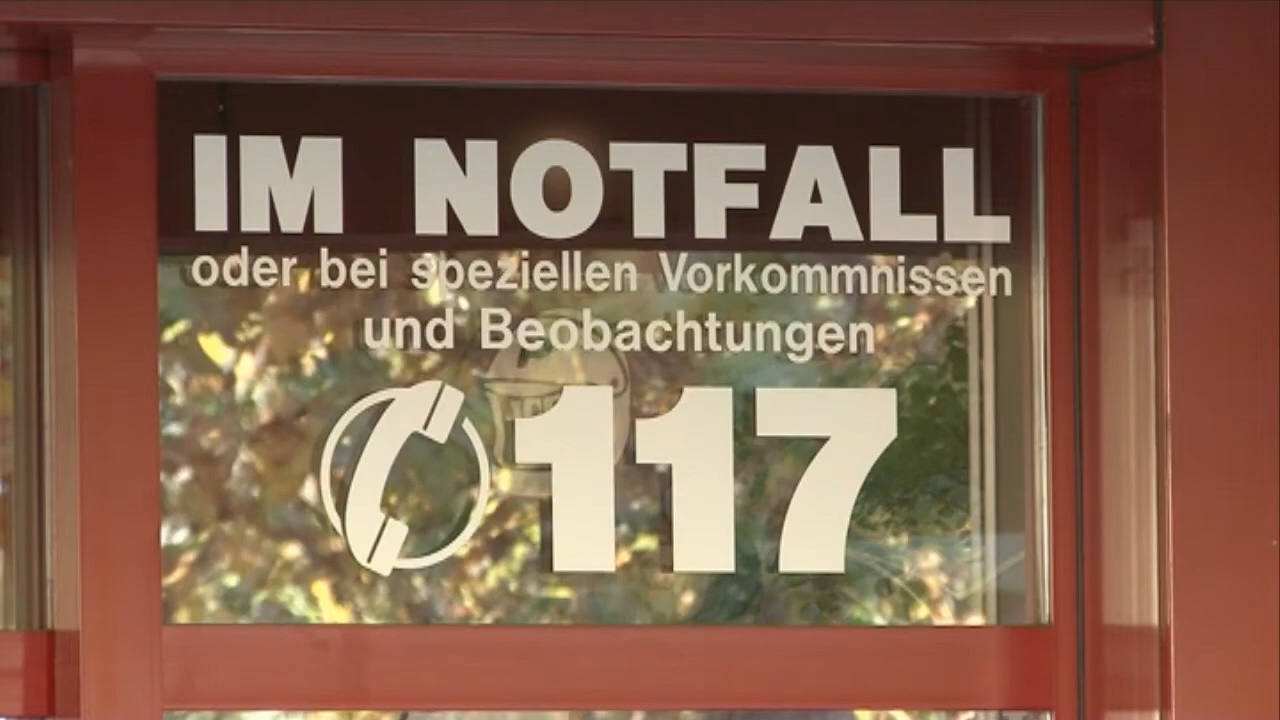 IM NOTFALL
oder bei speziellen Vorkommnissen
und Beobachtungen
117